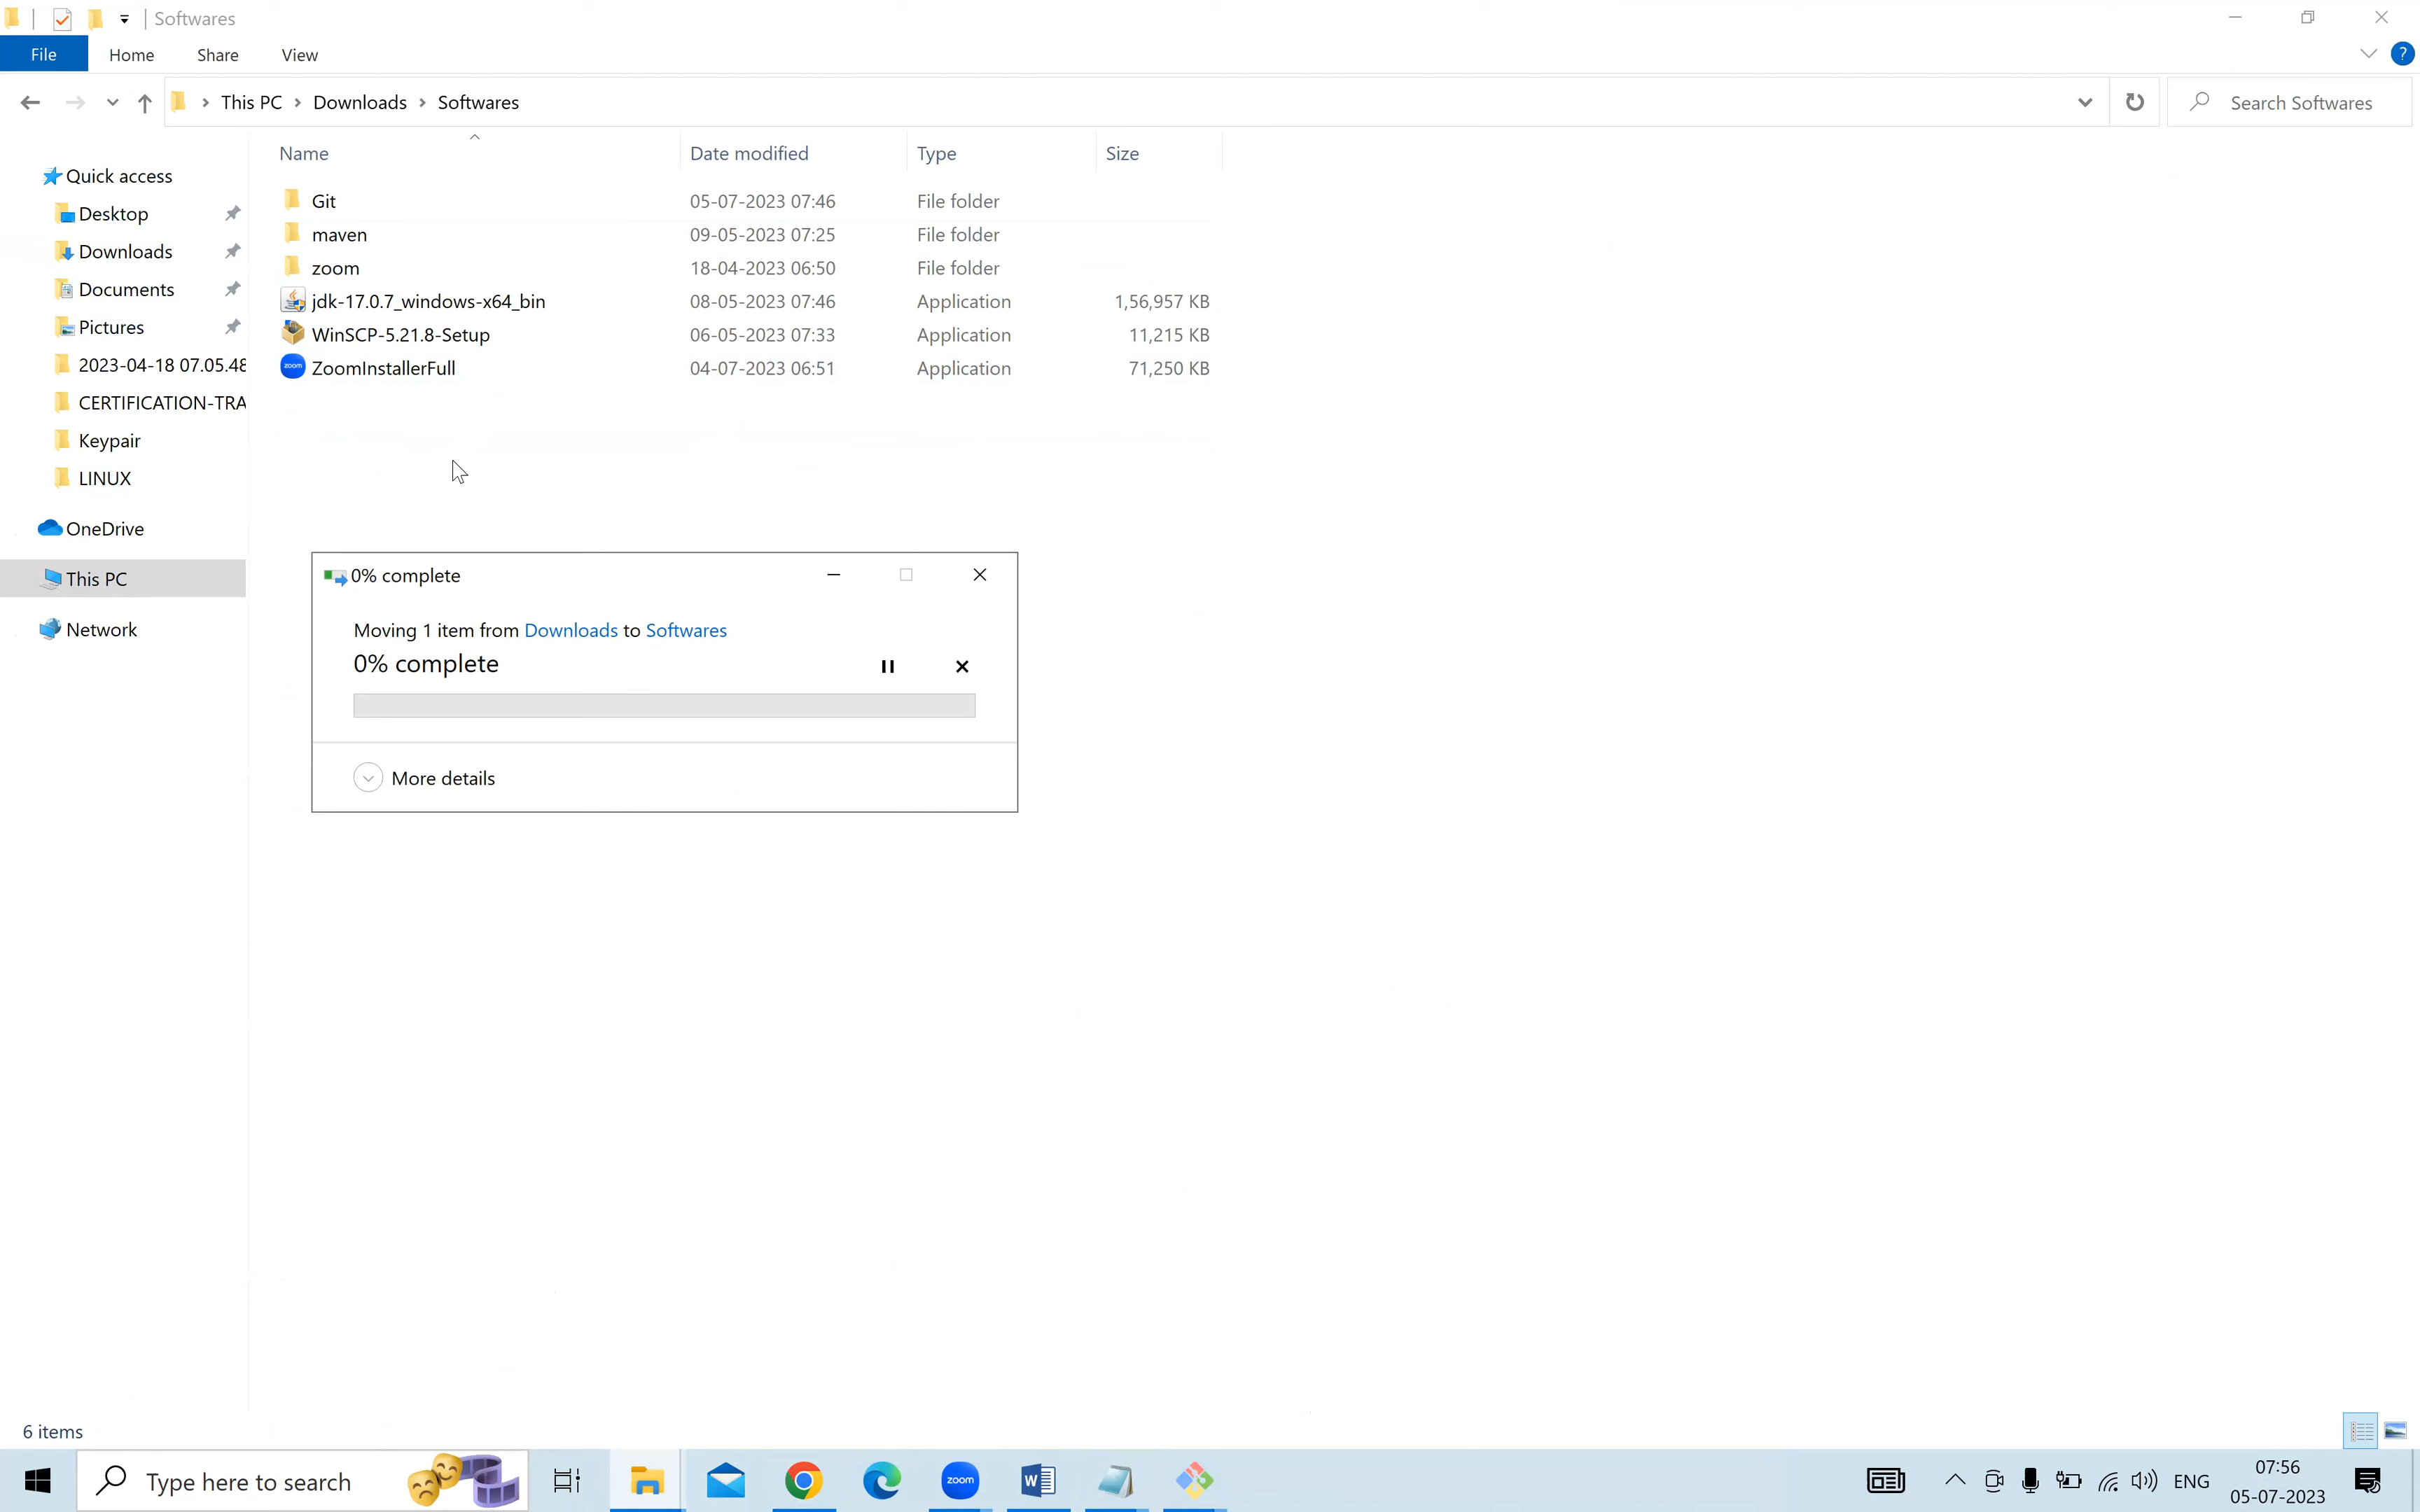 Softwares
File Home Share View
This PC Downloads Softwares
Search Softwares
Name Date modified Type Size
Quick access
Desktop
Downloads
Documents
Pictures
2023-04-18 07.05.48
CERTIFICATION-TRA
Keypair
LINUX
OneDrive
This PC
Network
Git 05-07-2023 07:46 File folder
maven 09-05-2023 07:25 File folder
zoom 18-04-2023 06:50 File folder
jdk-17.0.7_windows-x64_bin 08-05-2023 07:46 Application 1,56,957 KB
WinSCP-5.21.8-Setup 06-05-2023 07:33 Application 11,215 KB
zoom ZoomInstallerFull 04-07-2023 06:51 Application 71,250 KB
0% complete
Moving 1 item from Downloads to Softwares
0% complete
More details
6 items
Type here to search
zoom
W
ENG
07:56
05-07-2023